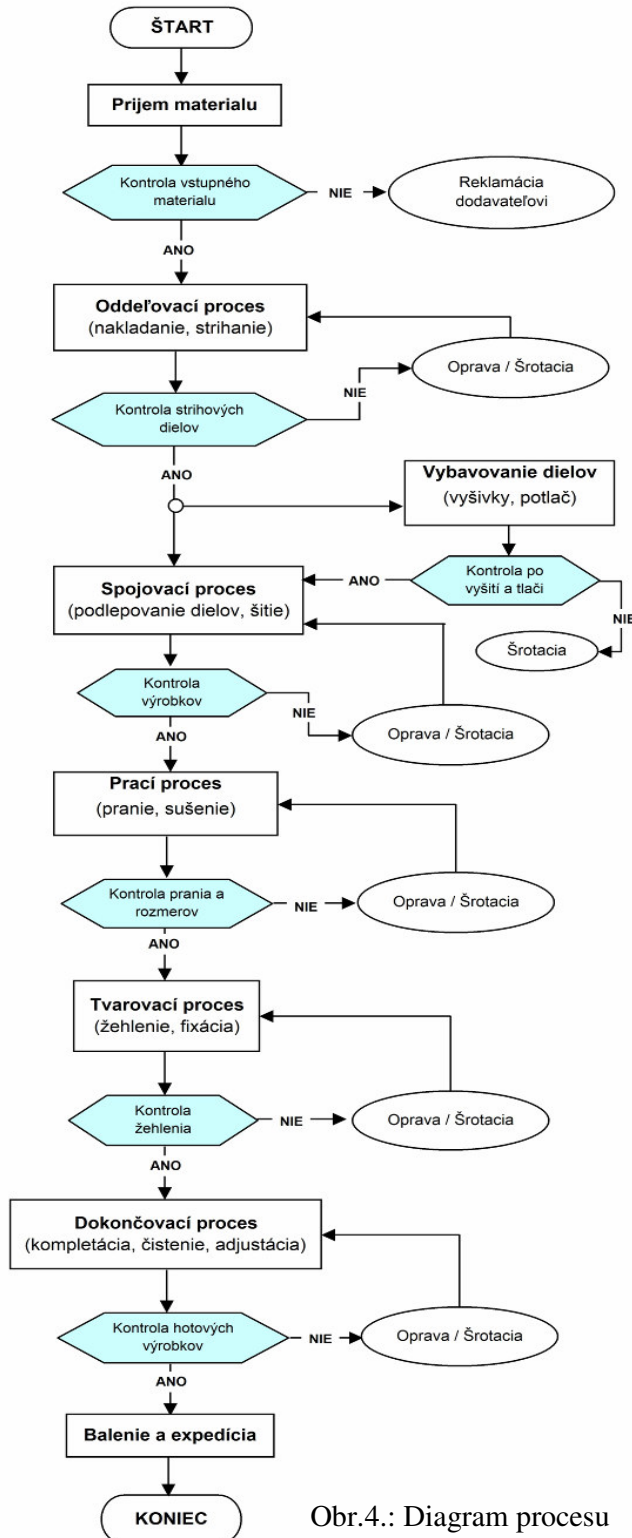 ŠTART
Prijem materialu
Kontrola vstupného
materialu
NIE
Reklamácia
dodavateľovi
ANO
Oddeľovací proces
(nakladanie, strihanie)
Oprava / Šrotacia
NIE
Kontrola strihových
dielov
ANO
Vybavovanie dielov
(vyšivky, potlač)
Spojovací proces
(podlepovanie dielov, šitie)
ANO
Kontrola po
vyšití a tlači
NIE
Šrotacia
Kontrola
výrobkov
NIE
Oprava / Šrotacia
ANO
Prací proces
(pranie, sušenie)
Kontrola prania a
rozmerov
NIE
Oprava / Šrotacia
ANO
Tvarovací proces
(žehlenie, fixácia)
Kontrola
žehlenia
NIE
Oprava / Šrotacia
ANO
Dokončovací proces
(kompletácia, čistenie, adjustácia)
Kontrola hotových
výrobkov
NIE
Oprava / Šrotacia
ANO
Balenie a expedícia
KONIEC
Obr.4.: Diagram procesu